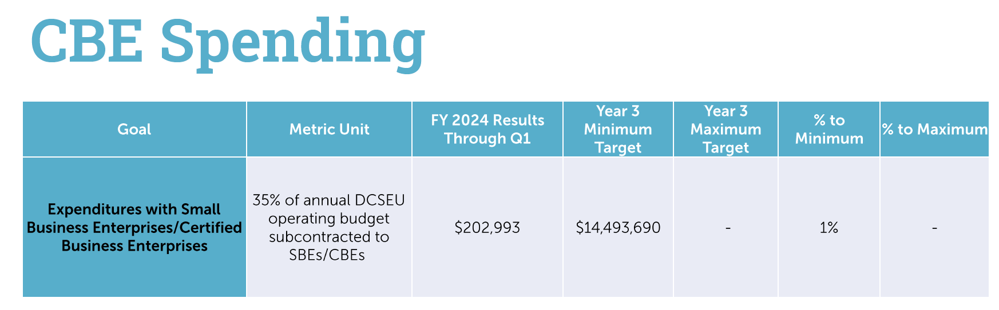 CBE Spending
Goal
Metric Unit
FY 2024 Results
Through Q1
Year 3
Minimum
Target
Year 3
Maximum
Target
% to
Minimum
% to Maximum
Expenditures with Small
Business Enterprises/Certified
Business Enterprises
35% of annual DCSEU
operating budget
subcontracted to
SBEs/CBEs
$202,993
$14,493,690
-
1%
-